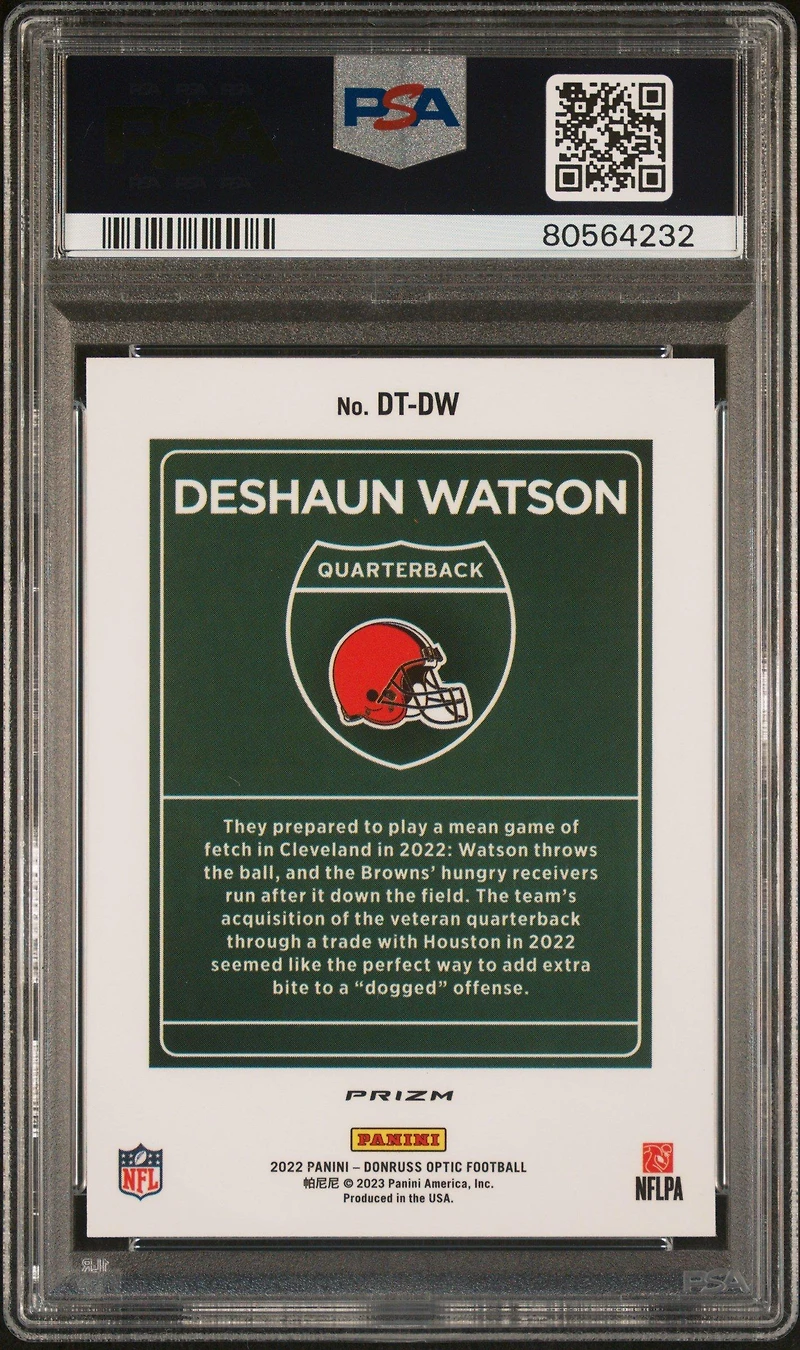 PSA
80564232
No. DT-DW
DESHAUN WATSON
QUARTERBACK
They prepared to play a mean game of
fetch in Cleveland in 2022: Watson throws
the ball, and the Browns’ hungry receivers
run after it down the field. The team’s
acquisition of the veteran quarterback
through a trade with Houston in 2022
seemed like the perfect way to add extra
bite to a “dogged” offense.
PRIZM
PANINI
2022 PANINI – DONRUSS OPTIC FOOTBALL
帕尼尼 © 2023 Panini America, Inc.
Produced in the USA.
NFL
NFLPA
PSA